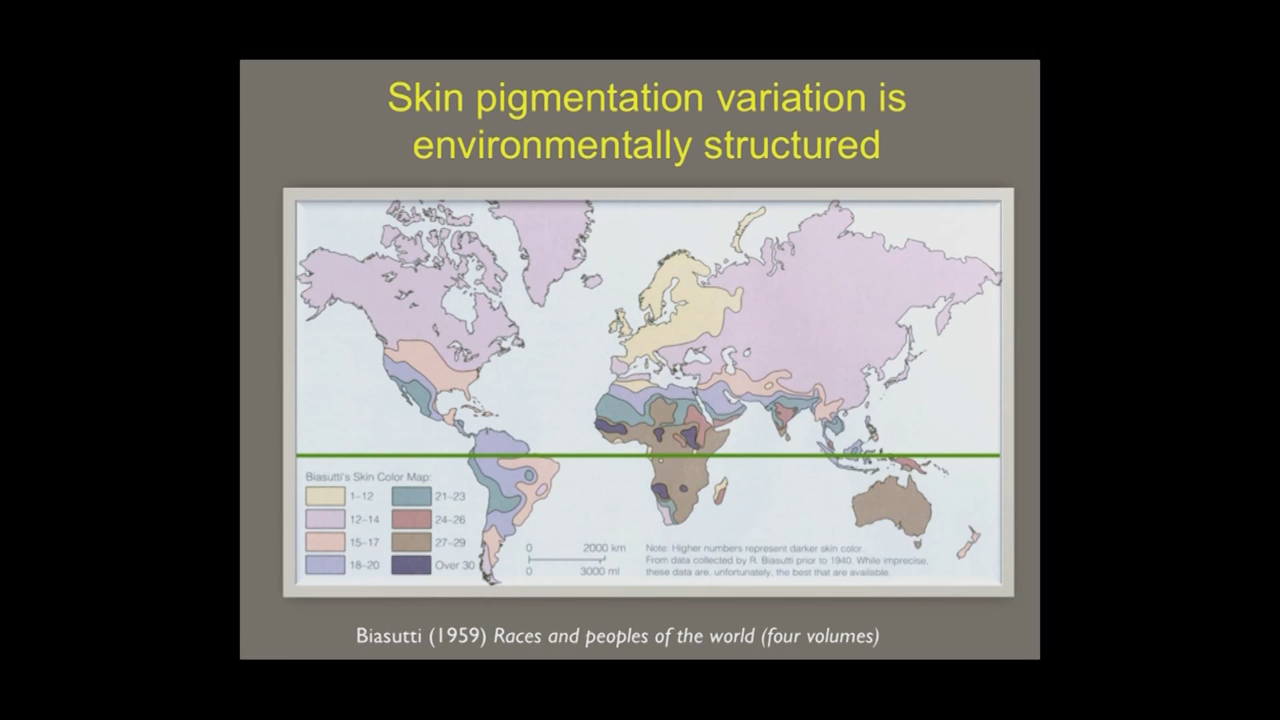 Skin pigmentation variation is
environmentally structured
Biasutti's Skin Color Map:
1–12
21–23
12–14
24–26
15–17
27–29
18–20
Over 30
0 2000 km
0 3000 ml
Note: Higher numbers represent darker skin color.
From data collected by R. Biasutti prior to 1940. While imprecise,
these data are, unfortunately, the best that are available.
Biasutti (1959) Races and peoples of the world (four volumes)